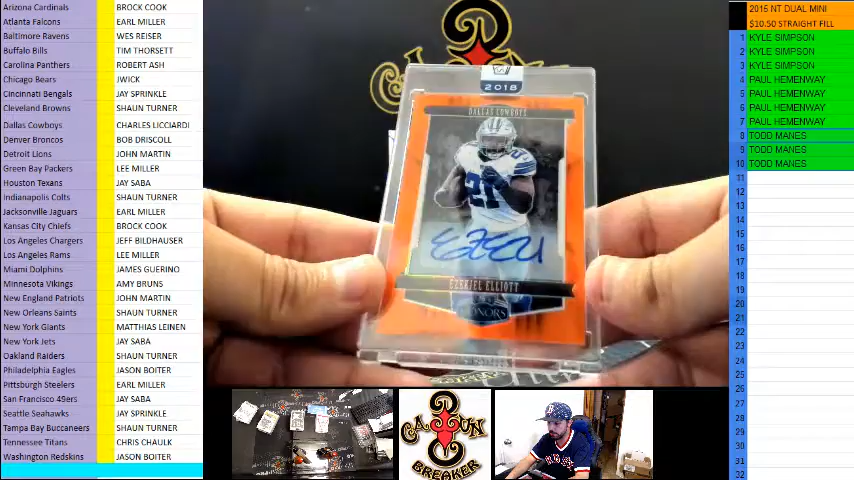 Arizona Cardinals BROCK COOK
Atlanta Falcons EARL MILLER
Baltimore Ravens WES REISER
Buffalo Bills TIM THORSETT
Carolina Panthers ROBERT ASH
Chicago Bears JWICK
Cincinnati Bengals JAY SPRINKLE
Cleveland Browns SHAUN TURNER
Dallas Cowboys CHARLES LICCIARDI
Denver Broncos BOB DRISCOLL
Detroit Lions JOHN MARTIN
Green Bay Packers LEE MILLER
Houston Texans JAY SABA
Indianapolis Colts SHAUN TURNER
Jacksonville Jaguars EARL MILLER
Kansas City Chiefs BROCK COOK
Los Angeles Chargers JEFF BILDHAUSER
Los Angeles Rams LEE MILLER
Miami Dolphins JAMES GUERINO
Minnesota Vikings AMY BRUNS
New England Patriots JOHN MARTIN
New Orleans Saints SHAUN TURNER
New York Giants MATTHIAS LEINEN
New York Jets JAY SABA
Oakland Raiders SHAUN TURNER
Philadelphia Eagles JASON BOITER
Pittsburgh Steelers EARL MILLER
San Francisco 49ers JAY SABA
Seattle Seahawks JAY SPRINKLE
Tampa Bay Buccaneers SHAUN TURNER
Tennessee Titans CHRIS CHAULK
Washington Redskins JASON BOITER
2018
DALLAS COWBOYS
21
EZEKIEL ELLIOTT
HONORS
CAJUN
BREAKER
2015 NT DUAL MINI
$10.50 STRAIGHT FILL
1 KYLE SIMPSON
2 KYLE SIMPSON
3 KYLE SIMPSON
4 PAUL HEMENWAY
5 PAUL HEMENWAY
6 PAUL HEMENWAY
7 PAUL HEMENWAY
8 TODD MANES
9 TODD MANES
10 TODD MANES
11
12
13
14
15
16
17
18
19
20
21
22
23
24
25
26
27
28
29
30
31
32